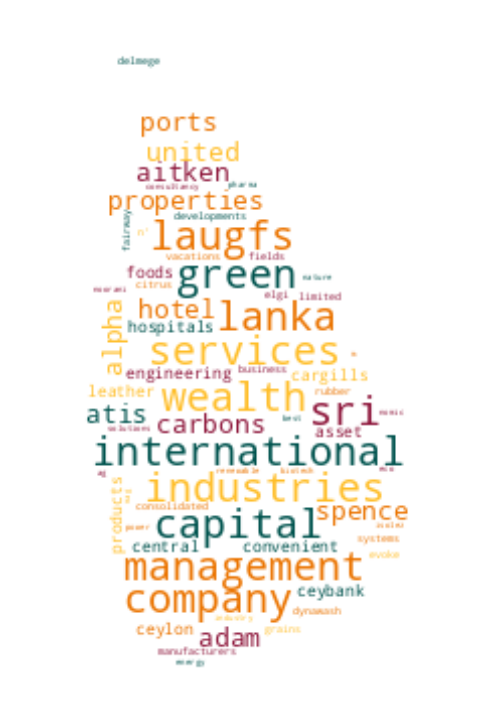 delmege
ports
united
aitken
consultancy pharma
properties
developments
fairway
n'
laugfs
vacations fields
foods green nature
citrus
noorani elgi limited
hotel lanka
hospitals
alpha
services
engineering business cargills
leather wealth rubber
atis sri
carbons best
solutions asset
international
ag renewable biotech
industries
products
consolidated spence
power capital
systems
central convenient evoke
management
company ceybank
dynawash
industry
ceylon adam grains
manufacturers
energy